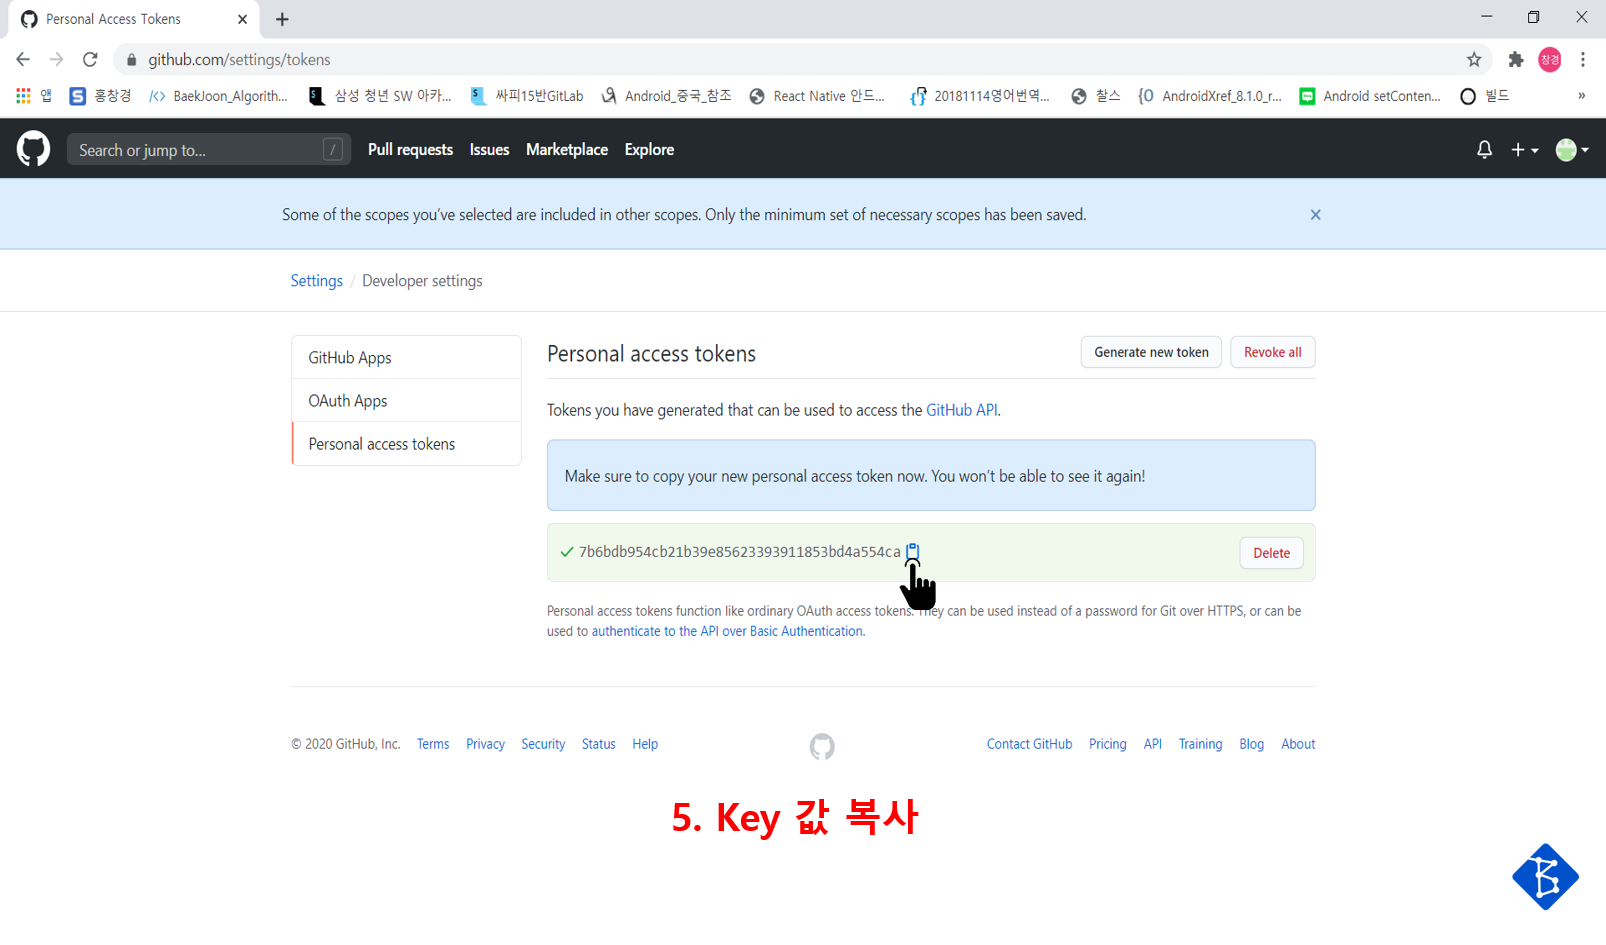 Personal Access Tokens
github.com/settings/tokens
앱 홍창경 BaekJoon_Algorith... 삼성 청년 SW 아카... 싸피15반GitLab Android_중국_참조 React Native 안드... 20181114영어번역... 찰스 AndroidXref_8.1.0_r... Android setConten... 빌드 »
창경
Search or jump to... / Pull requests Issues Marketplace Explore
Some of the scopes you've selected are included in other scopes. Only the minimum set of necessary scopes has been saved.
Settings / Developer settings
GitHub Apps
OAuth Apps
Personal access tokens
Personal access tokens Generate new token Revoke all
Tokens you have generated that can be used to access the GitHub API.
Make sure to copy your new personal access token now. You won't be able to see it again!
7b6bdb954cb21b39e85623393911853bd4a554ca Delete
Personal access tokens function like ordinary OAuth access tokens. They can be used instead of a password for Git over HTTPS, or can be
used to authenticate to the API over Basic Authentication.
© 2020 GitHub, Inc. Terms Privacy Security Status Help Contact GitHub Pricing API Training Blog About
5. Key 값 복사